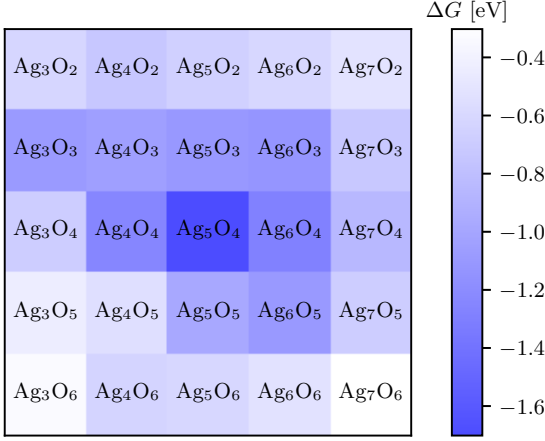 ΔG [eV]
Ag₃O₂ Ag₄O₂ Ag₅O₂ Ag₆O₂ Ag₇O₂
Ag₃O₃ Ag₄O₃ Ag₅O₃ Ag₆O₃ Ag₇O₃
Ag₃O₄ Ag₄O₄ Ag₅O₄ Ag₆O₄ Ag₇O₄
Ag₃O₅ Ag₄O₅ Ag₅O₅ Ag₆O₅ Ag₇O₅
Ag₃O₆ Ag₄O₆ Ag₅O₆ Ag₆O₆ Ag₇O₆
−0.4
−0.6
−0.8
−1.0
−1.2
−1.4
−1.6